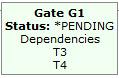 Gate G1
Status: *PENDING
Dependencies
T3
T4